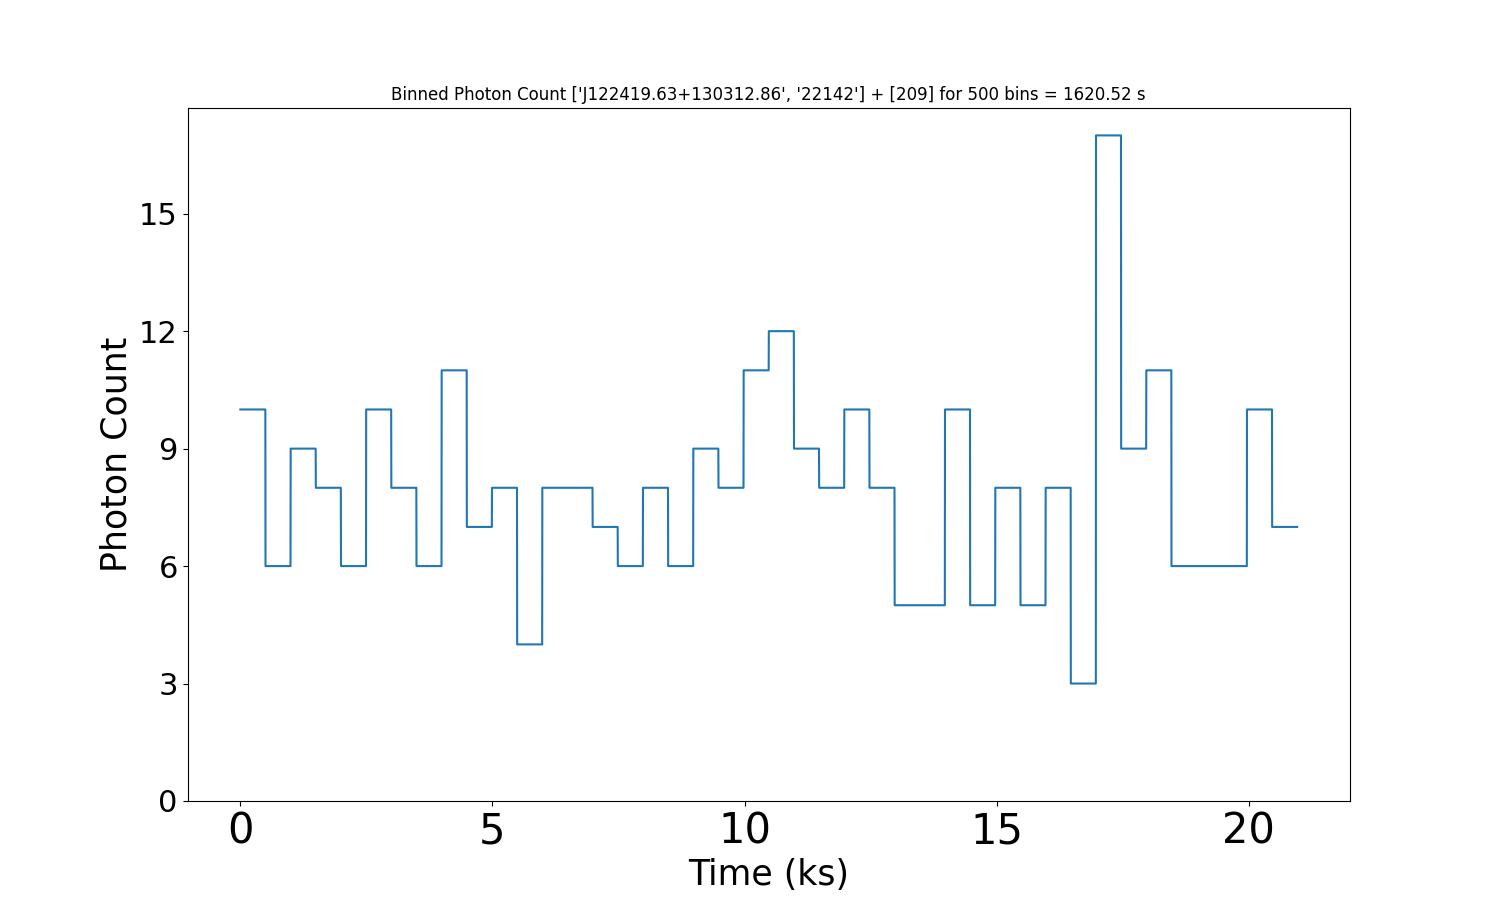 Binned Photon Count ['J122419.63+130312.86', '22142'] + [209] for 500 bins = 1620.52 s
15
12
9
6
3
0
Photon Count
0 5 10 15 20
Time (ks)